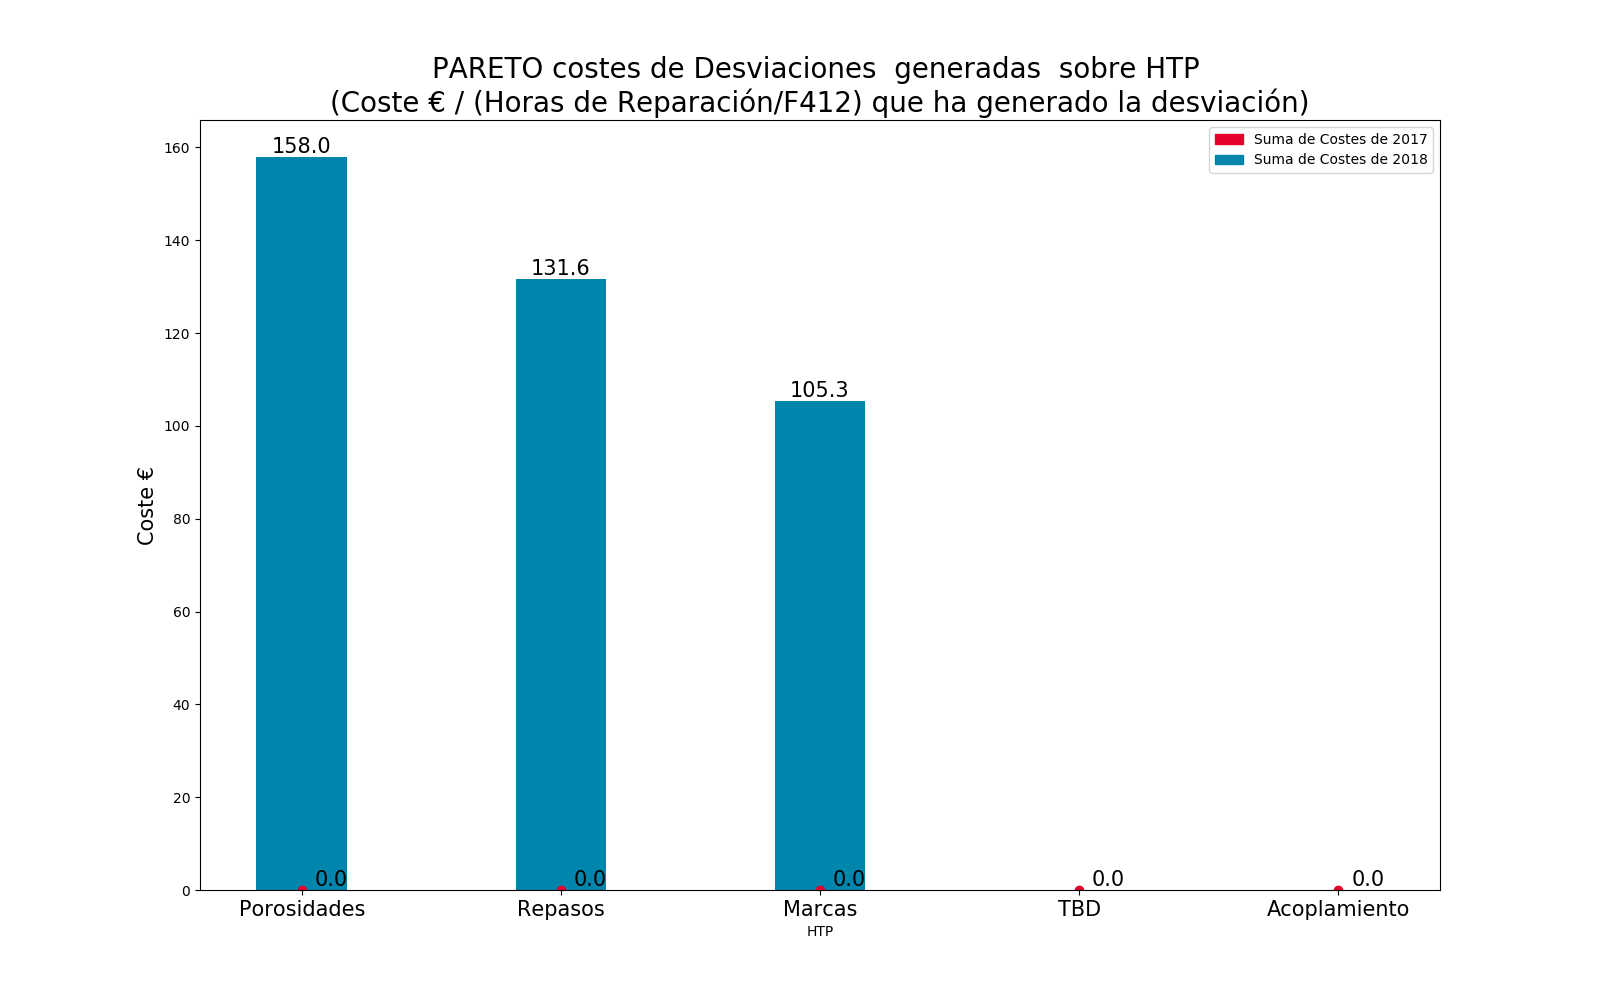 PARETO costes de Desviaciones  generadas  sobre HTP
(Coste € / (Horas de Reparación/F412) que ha generado la desviación)
Suma de Costes de 2017
Suma de Costes de 2018
Coste €
160
140
120
100
80
60
40
20
0
158.0
131.6
105.3
0.0
0.0
0.0
0.0
0.0
Porosidades
Repasos
Marcas
TBD
Acoplamiento
HTP